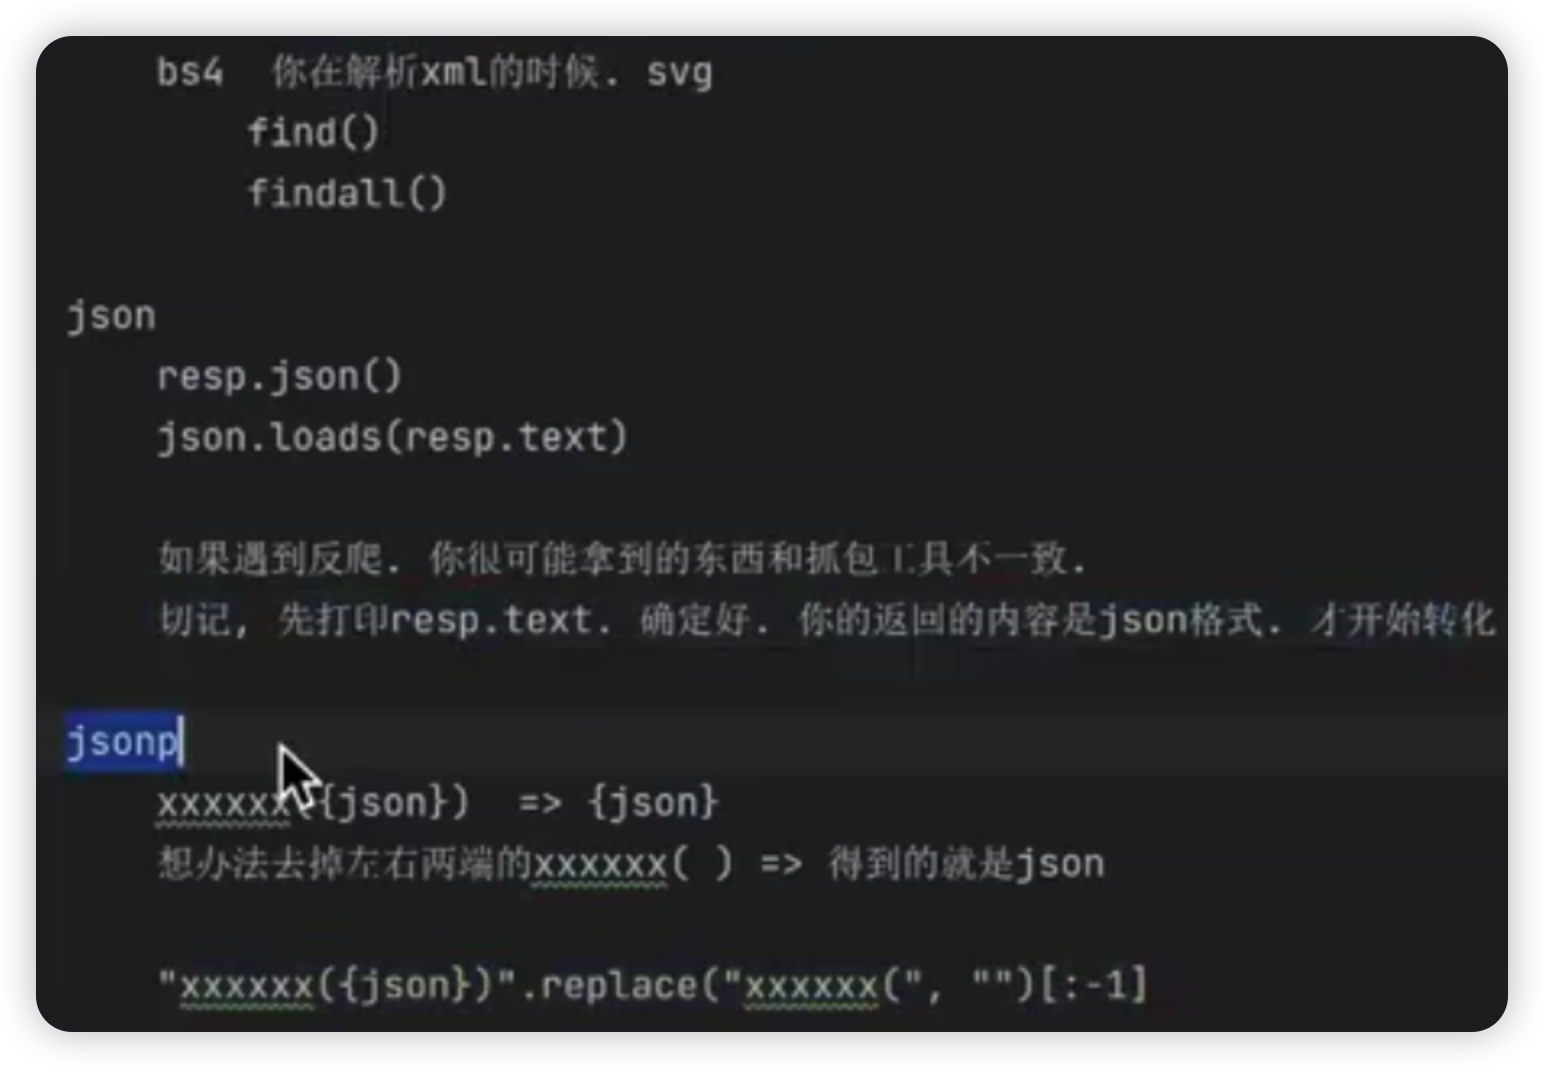 bs4  你在解析xml的时候. svg
find()
findall()
json
resp.json()
json.loads(resp.text)
如果遇到反爬. 你很可能拿到的东西和抓包工具不一致.
切记, 先打印resp.text. 确定好. 你的返回的内容是json格式. 才开始转化
jsonp
xxxxxx({json})  => {json}
想办法去掉左右两端的xxxxxx( ) => 得到的就是json
"xxxxxx({json})".replace("xxxxxx(", "")[:-1]